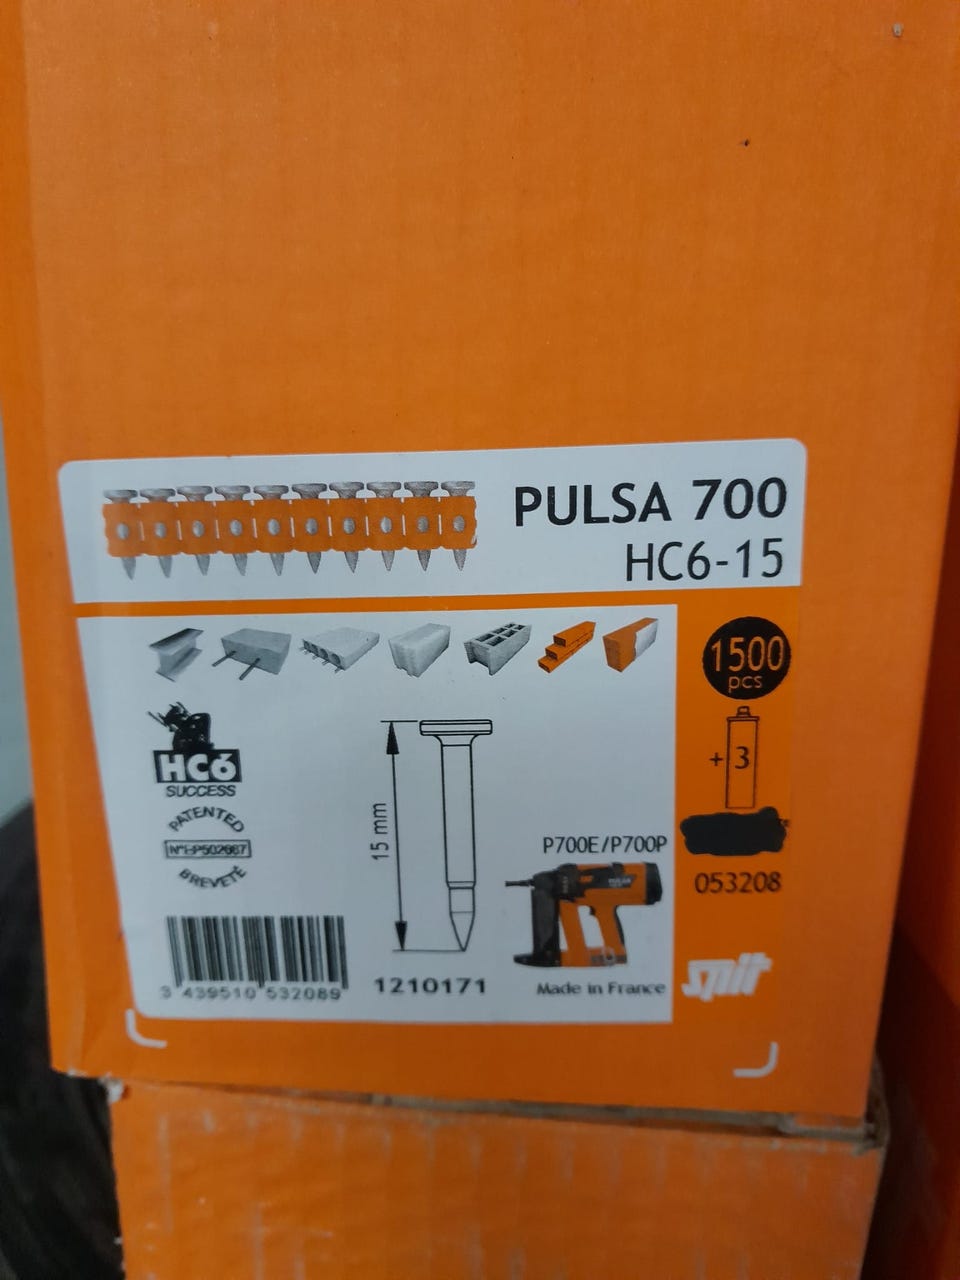 PULSA 700
HC6-15
1500
pcs
+ 3
HC6
SUCCESS
PATENTED
BREVETÉ
15 mm
P700E/P700P
053208
3 439510 532089
1210171
Made in France
spit